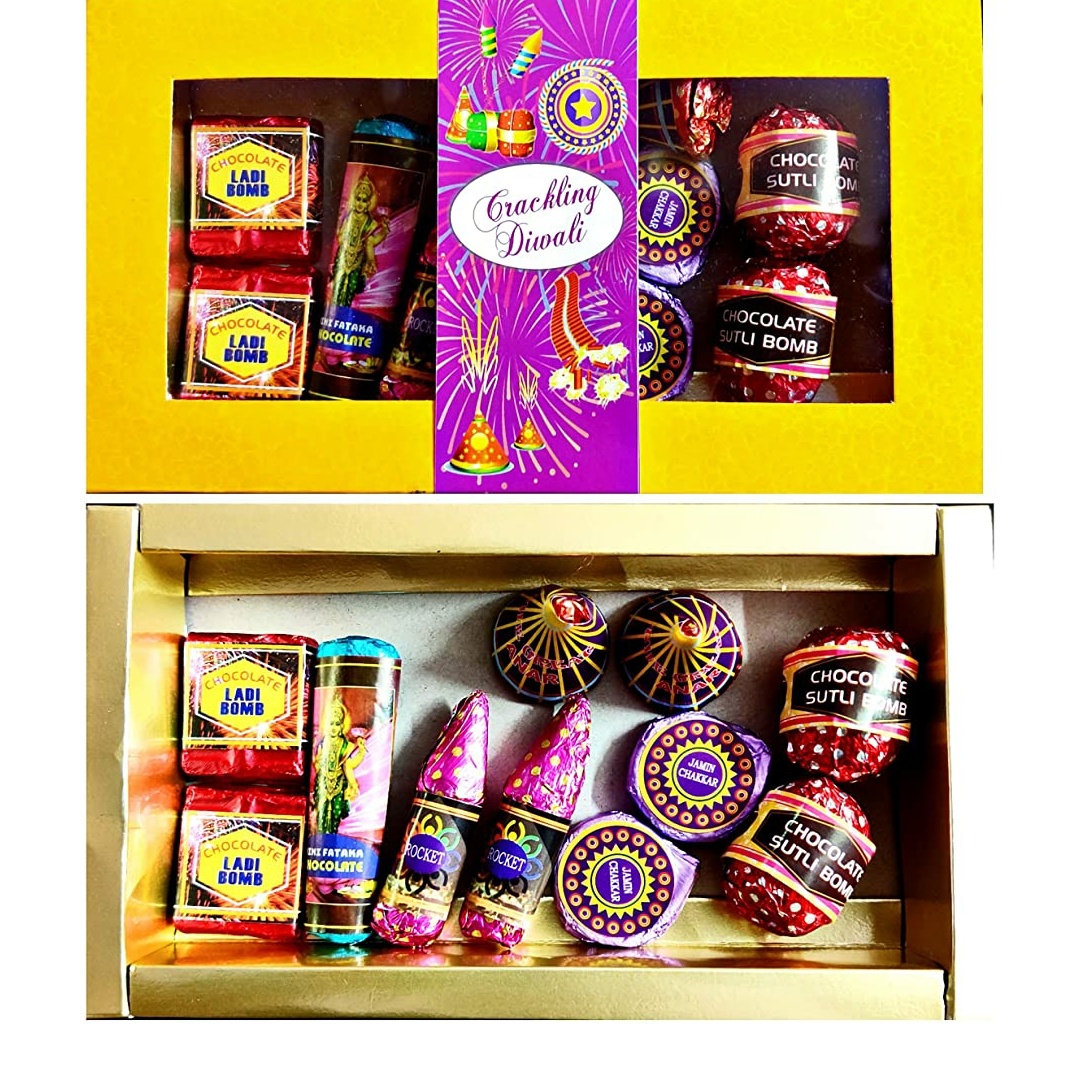 CHOCOLATE
LADI
BOMB
CHOCOLATE
LADI
BOMB
CHOCOLATE
ROCK
Crackling
Diwali
JAMIN
CHAKKAR
CHOCOLATE
SUTLI BOMB
CHOCOLATE
SUTLI BOMB
CHOCOLATE
LADI
BOMB
CHOCOLATE
LADI
BOMB
FATAKA
CHOCOLATE
ROCKET
ROCKET
ANAR
ANAR
JAMIN
CHAKKAR
JAMIN
CHAKKAR
CHOCOLATE
SUTLI BOMB
CHOCOLATE
SUTLI BOMB